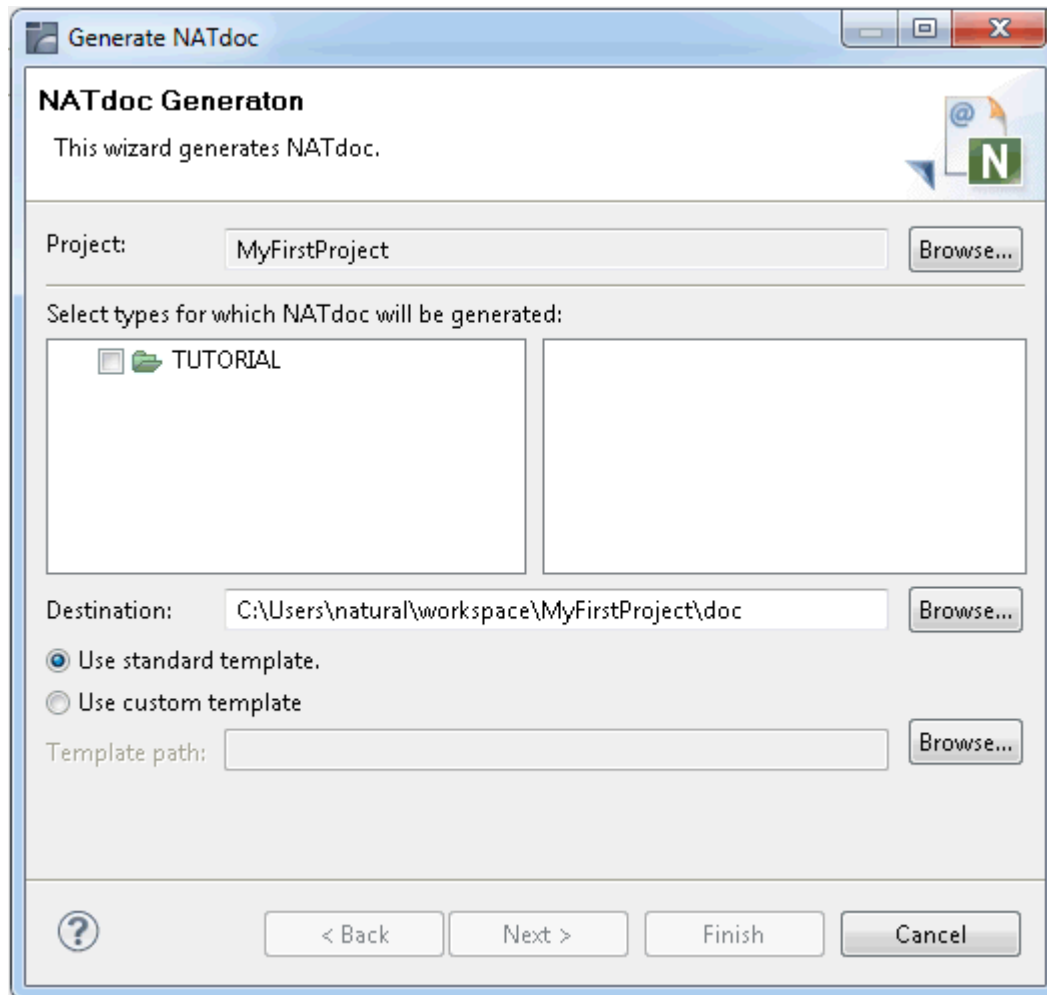 Generate NATdoc
NATdoc Generaton
This wizard generates NATdoc.
@
N
Project: MyFirstProject Browse...
Select types for which NATdoc will be generated:
TUTORIAL
Destination: C:\Users\natural\workspace\MyFirstProject\doc Browse...
Use standard template.
Use custom template
Template path: Browse...
? < Back Next > Finish Cancel